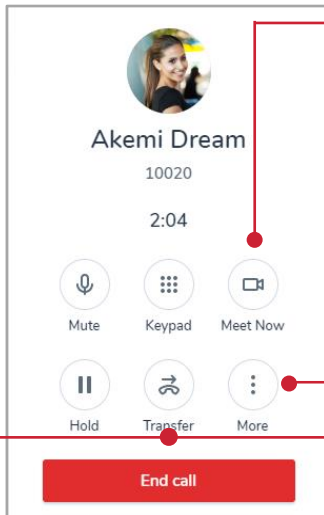 Akemi Dream
10020
2:04
Mute Keypad Meet Now
Hold Transfer More
End call